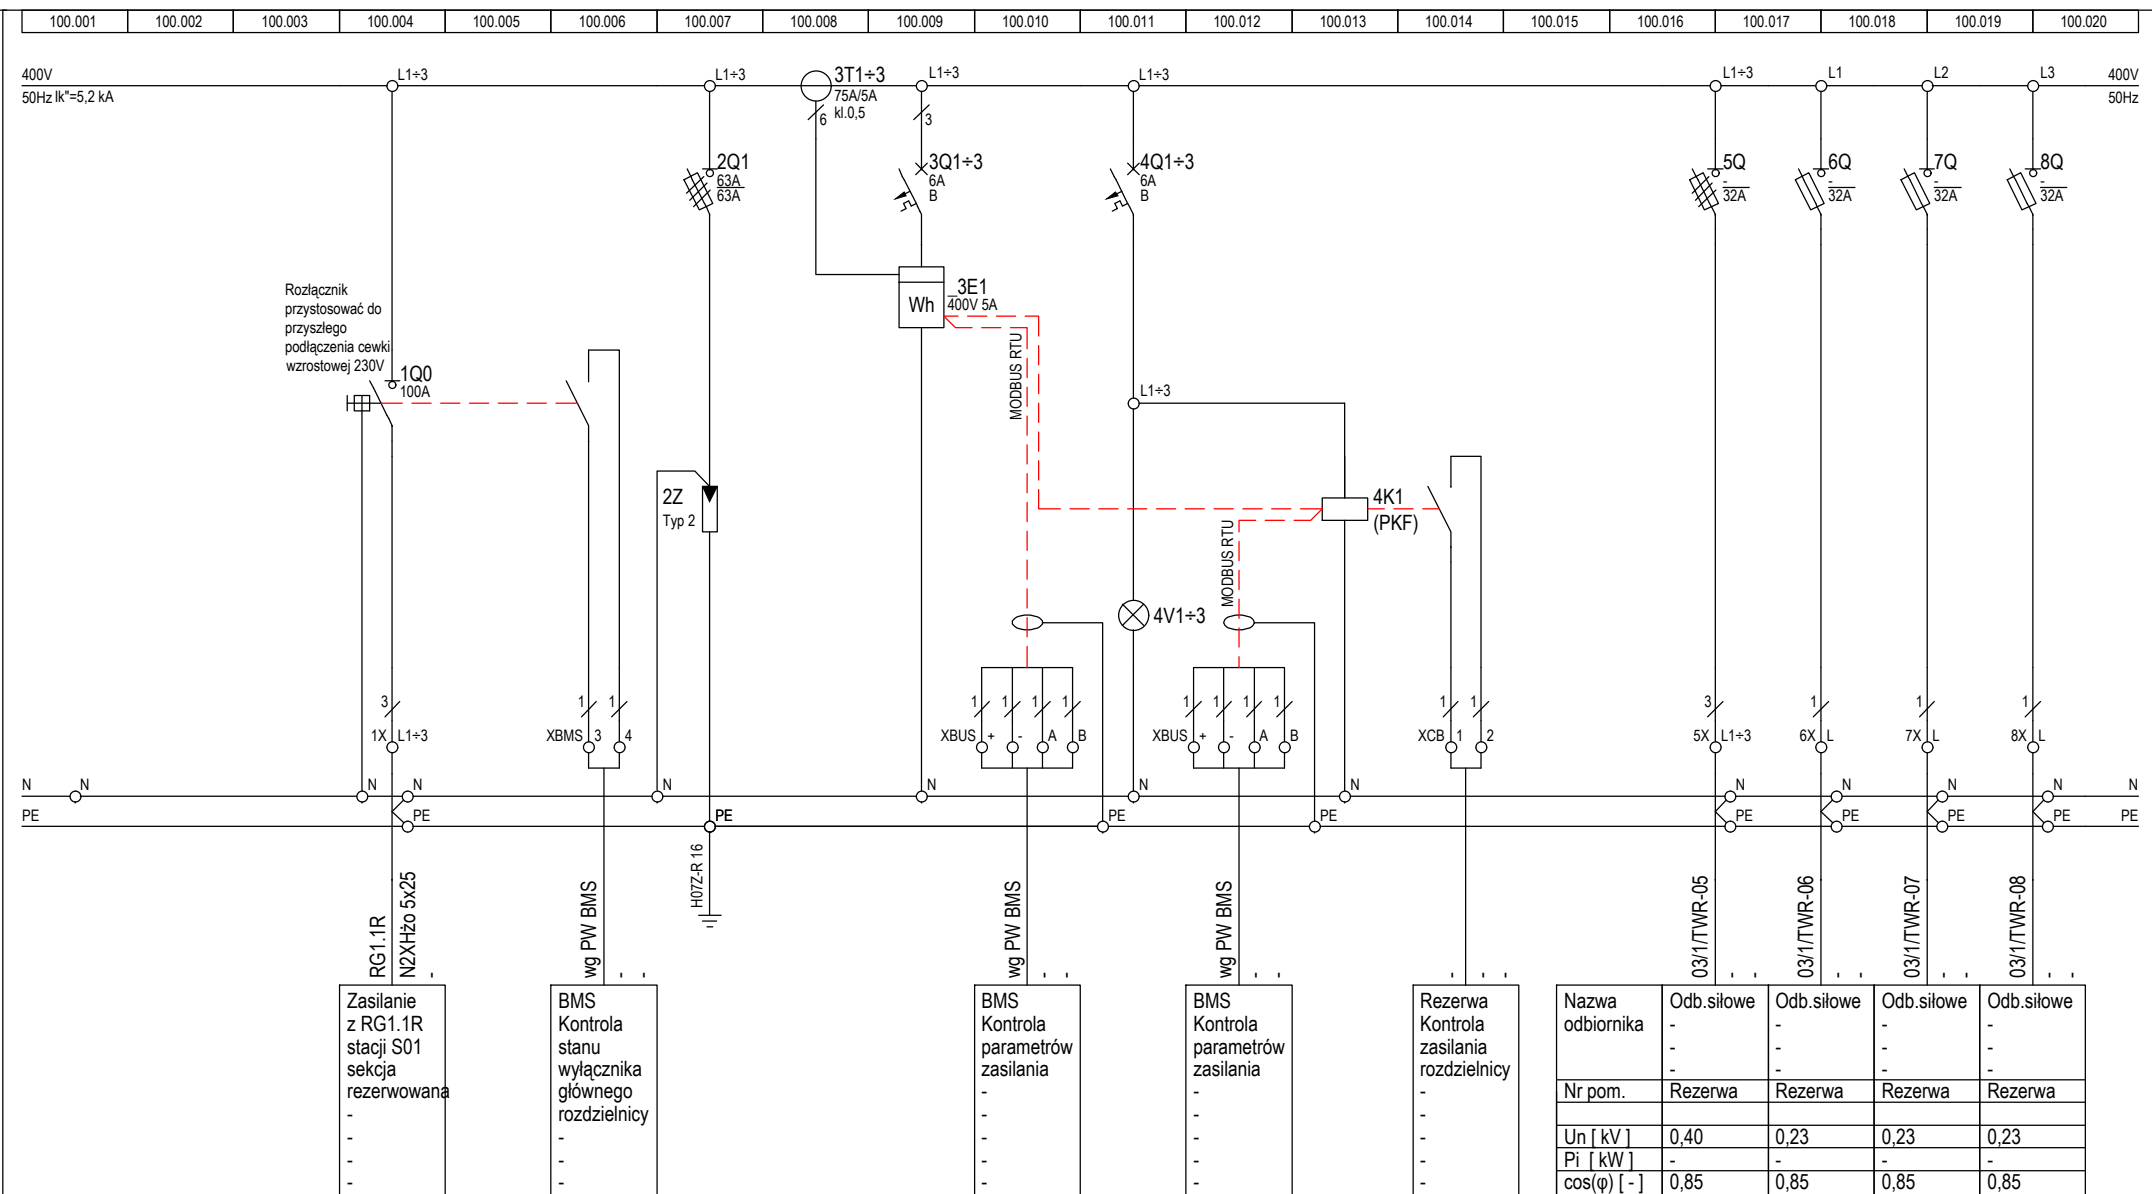 100.001 100.002 100.003 100.004 100.005 100.006 100.007 100.008 100.009 100.010 100.011 100.012 100.013 100.014 100.015 100.016 100.017 100.018 100.019 100.020
400V
50Hz Ik"=5,2 kA
L1÷3
L1÷3
3T1÷3
75A/5A
kl.0,5
6
L1÷3
3
L1÷3
L1÷3
L1
L2
L3
400V
50Hz
2Q1
63A
63A
3Q1÷3
6A
B
4Q1÷3
6A
B
5Q
-
32A
6Q
-
32A
7Q
-
32A
8Q
-
32A
Rozłącznik
przystosować do
przyszłego
podłączenia cewki
wzrostowej 230V
1Q0
100A
Wh
_3E1
400V 5A
MODBUS RTU
L1÷3
2Z
Typ 2
4K1
(PKF)
MODBUS RTU
4V1÷3
3
1X L1÷3
1 1
XBMS 3 4
1 1 1 1
XBUS + - A B
1 1 1 1
XBUS + - A B
1 1
XCB 1 2
3
5X L1÷3
1
6X L
1
7X L
1
8X L
N N N N N N N N N N N N N
PE PE PE PE PE PE PE PE PE PE
RG1.1R
N2XHżo 5x25
-
wg PW BMS
- -
H07Z-R 16
wg PW BMS
- -
wg PW BMS
- -
- - -
03/1/TWR-05
- -
03/1/TWR-06
- -
03/1/TWR-07
- -
03/1/TWR-08
- -
Zasilanie
z RG1.1R
stacji S01
sekcja
rezerwowana
-
-
-
-
BMS
Kontrola
stanu
wyłącznika
głównego
rozdzielnicy
-
-
-
BMS
Kontrola
parametrów
zasilania
-
-
-
-
-
BMS
Kontrola
parametrów
zasilania
-
-
-
-
-
Rezerwa
Kontrola
zasilania
rozdzielnicy
-
-
-
-
-
Nazwa Odb.siłowe Odb.siłowe Odb.siłowe Odb.siłowe
odbiornika - - - -
- - - -
- - - -
Nr pom. Rezerwa Rezerwa Rezerwa Rezerwa
Un [ kV ] 0,40 0,23 0,23 0,23
Pi [ kW ] - - - -
cos(φ) [ - ] 0,85 0,85 0,85 0,85